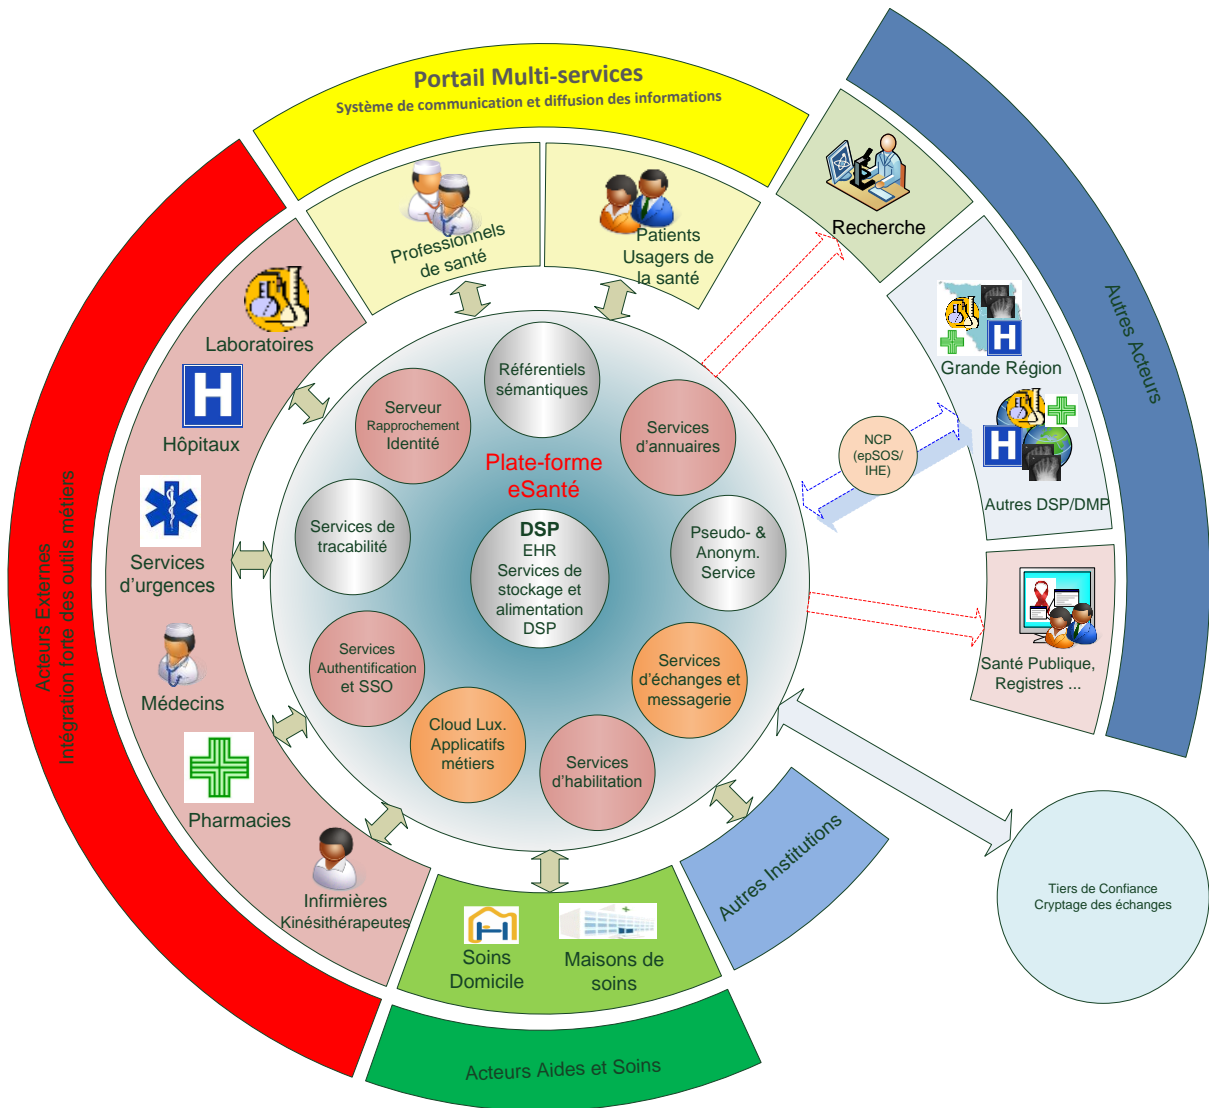 Portail Multi-services
Système de communication et diffusion des informations
Professionnels
de santé
Patients
Usagers de
la santé
Recherche
Grande Région
Autres DSP/DMP
Santé Publique,
Registres ...
Autres Acteurs
NCP
(epSOS/
IHE)
Acteurs Externes
Intégration forte des outils métiers
Laboratoires
H
Hôpitaux
Services
d'urgences
Médecins
Pharmacies
Infirmières
Kinésithérapeutes
Référentiels
sémantiques
Serveur
Rapprochement
Identité
Services
d'annuaires
Plate-forme
eSanté
Services de
tracabilité
DSP
EHR
Services de
stockage et
alimentation
DSP
Pseudo- &
Anonym.
Service
Services
Authentification
et SSO
Services
d'échanges et
messagerie
Cloud Lux.
Applicatifs
métiers
Services
d'habilitation
H
H
Autres Institutions
Soins
Domicile
Maisons de
soins
Acteurs Aides et Soins
Tiers de Confiance
Cryptage des échanges